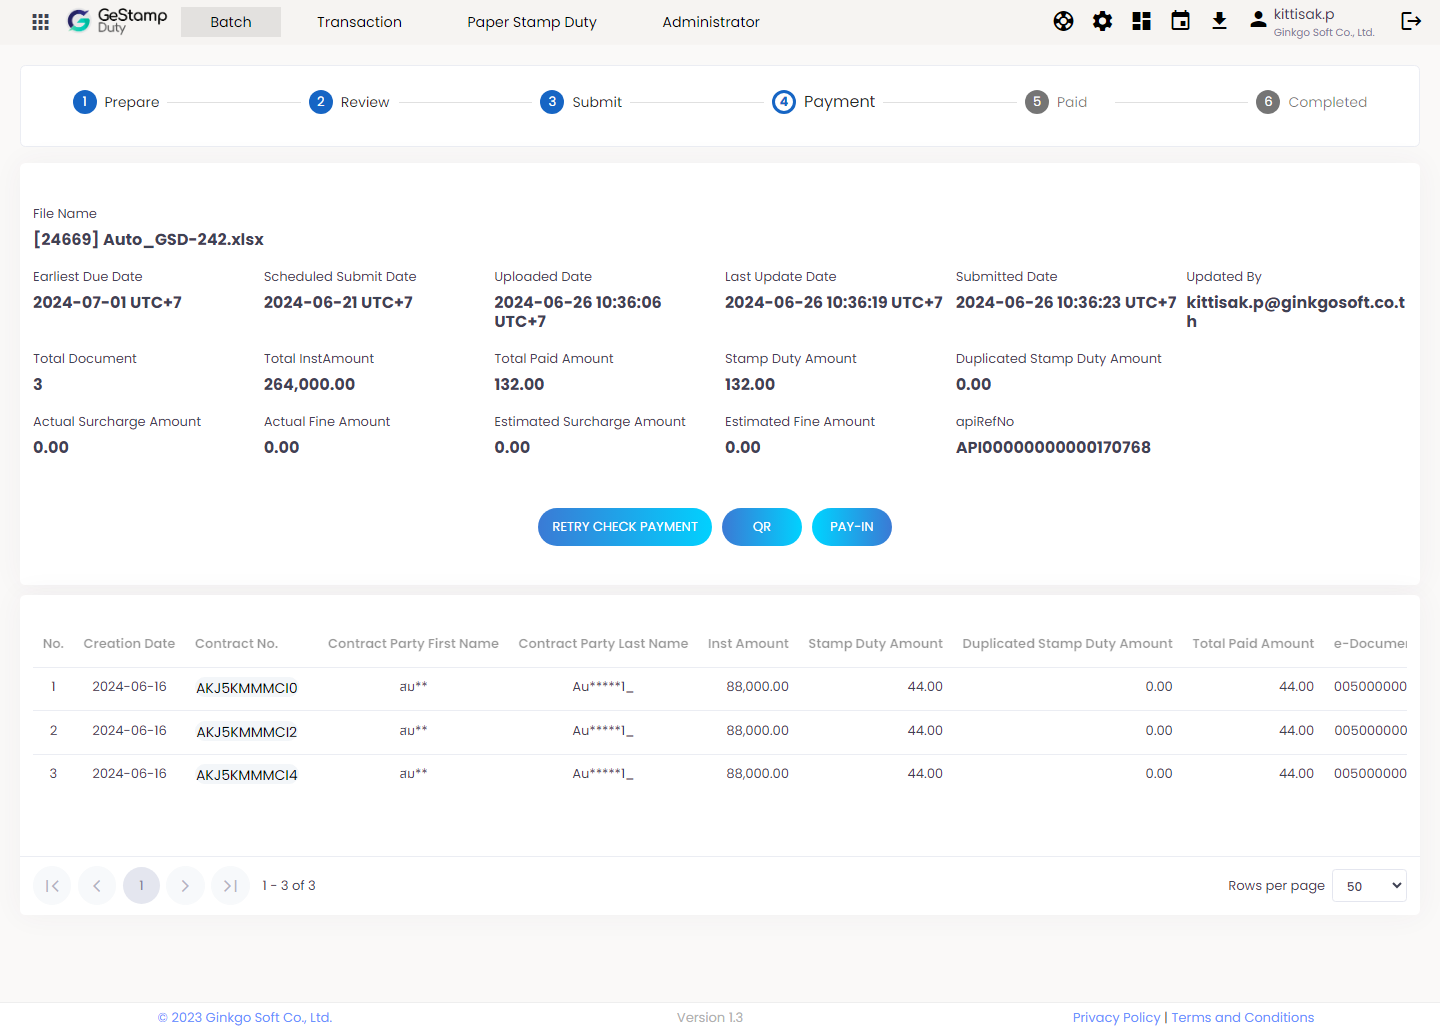 GeStamp
Duty
Batch
Transaction
Paper Stamp Duty
Administrator
kittisak.p
Ginkgo Soft Co., Ltd.
1 Prepare
2 Review
3 Submit
4 Payment
5 Paid
6 Completed
File Name
[24669] Auto_GSD-242.xlsx
Earliest Due Date
2024-07-01 UTC+7
Scheduled Submit Date
2024-06-21 UTC+7
Uploaded Date
2024-06-26 10:36:06
UTC+7
Last Update Date
2024-06-26 10:36:19 UTC+7
Submitted Date
2024-06-26 10:36:23 UTC+7
Updated By
kittisak.p@ginkgosoft.co.t
h
Total Document
3
Total InstAmount
264,000.00
Total Paid Amount
132.00
Stamp Duty Amount
132.00
Duplicated Stamp Duty Amount
0.00
Actual Surcharge Amount
0.00
Actual Fine Amount
0.00
Estimated Surcharge Amount
0.00
Estimated Fine Amount
0.00
apiRefNo
API00000000000170768
RETRY CHECK PAYMENT
QR
PAY-IN
No. Creation Date Contract No. Contract Party First Name Contract Party Last Name Inst Amount Stamp Duty Amount Duplicated Stamp Duty Amount Total Paid Amount e-Documer
1 2024-06-16 AKJ5KMMMCI0 สม** Au*****1_ 88,000.00 44.00 0.00 44.00 005000000
2 2024-06-16 AKJ5KMMMCI2 สม** Au*****1_ 88,000.00 44.00 0.00 44.00 005000000
3 2024-06-16 AKJ5KMMMCI4 สม** Au*****1_ 88,000.00 44.00 0.00 44.00 005000000
1
1 - 3 of 3
Rows per page 50
© 2023 Ginkgo Soft Co., Ltd.
Version 1.3
Privacy Policy | Terms and Conditions